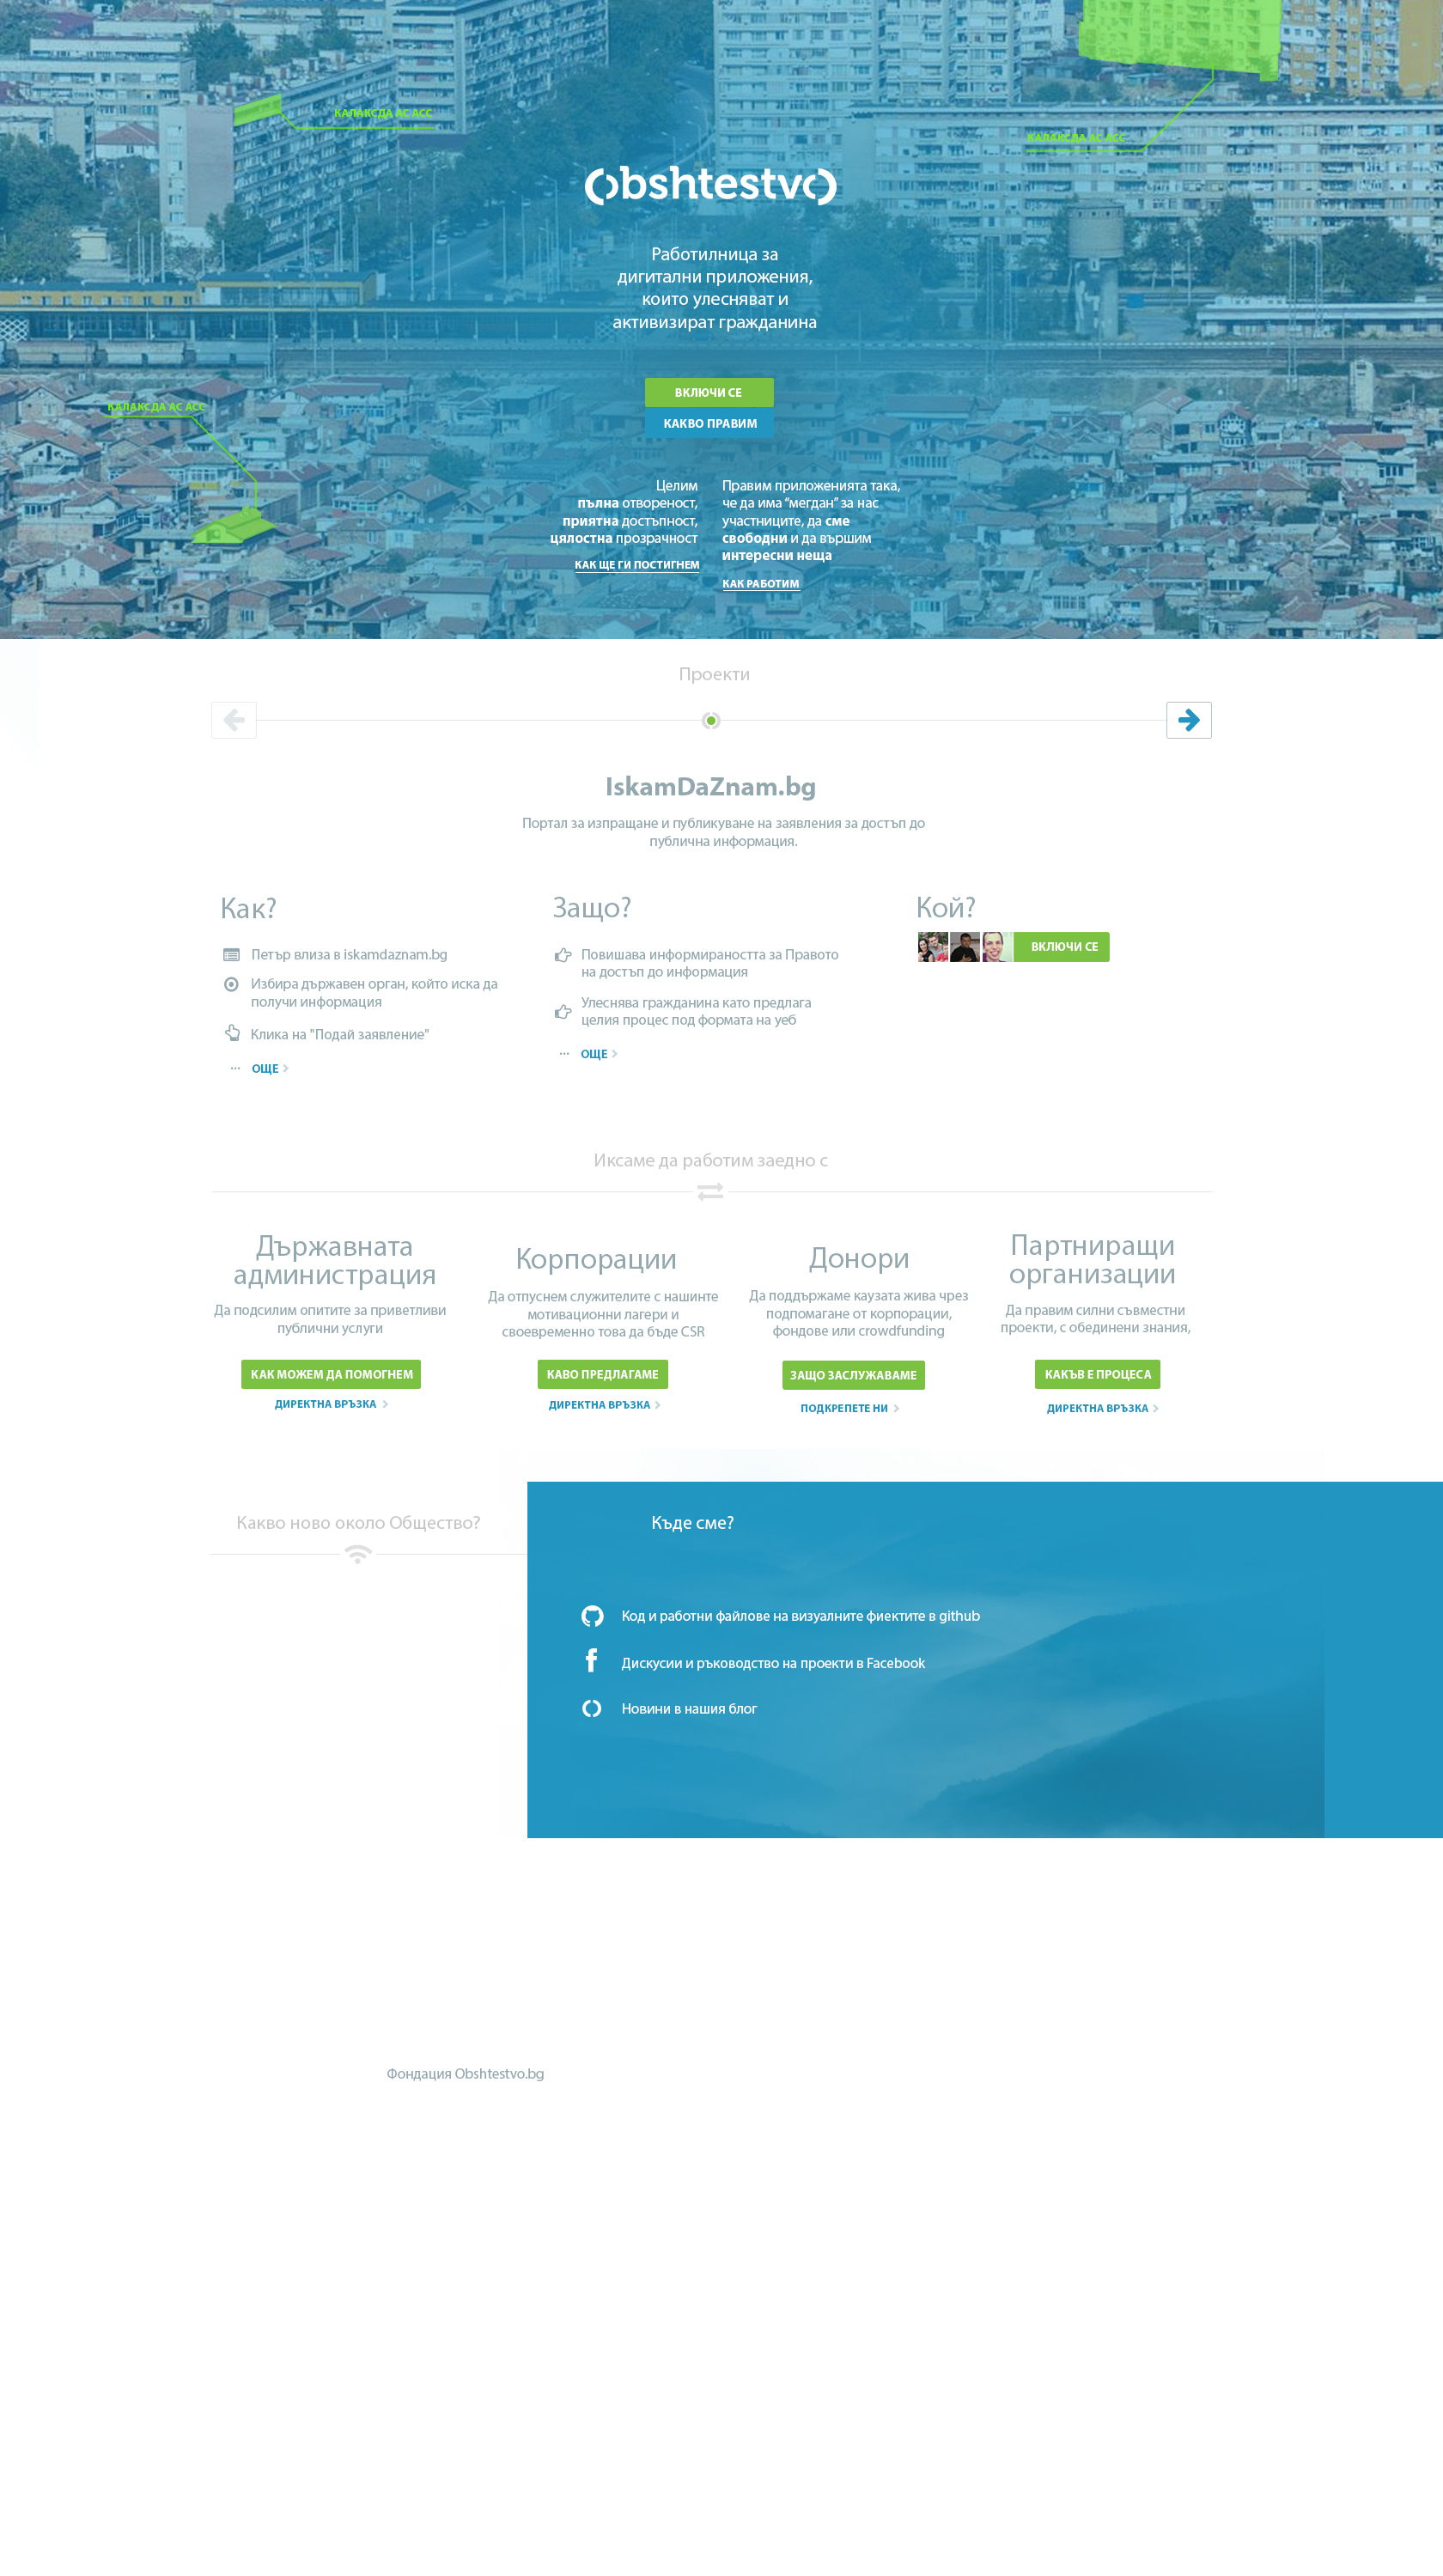 КАЛАКСДА АС АСС
КАЛАКСДА АС АСС
Obshtestvo
Работилница за
дигитални приложения,
които улесняват и
активизират гражданина
ВКЛЮЧИ СЕ
КАКВО ПРАВИМ
КАЛАКСДА АС АСС
Целим
пълна отвореност,
приятна достъпност,
цялостна прозрачност
КАК ЩЕ ГИ ПОСТИГНЕМ
Правим приложенията така,
че да има “мегдан” за нас
участниците, да сме
свободни и да вършим
интересни неща
КАК РАБОТИМ
Проекти
IskamDaZnam.bg
Портал за изпращане и публикуване на заявления за достъп до
публична информация.
Как?
Петър влиза в iskamdaznam.bg
Избира държавен орган, който иска да
получи информация
Клика на "Подай заявление"
... ОЩЕ
Защо?
Повишава информираността за Правото
на достъп до информация
Улеснява гражданина като предлага
целия процес под формата на уеб
... ОЩЕ
Кой?
ВКЛЮЧИ СЕ
Иксаме да работим заедно с
Държавната
администрация
Да подсилим опитите за приветливи
публични услуги
КАК МОЖЕМ ДА ПОМОГНЕМ
ДИРЕКТНА ВРЪЗКА
Корпорации
Да отпуснем служителите с нашинте
мотивационни лагери и
своевременно това да бъде CSR
КАВО ПРЕДЛАГАМЕ
ДИРЕКТНА ВРЪЗКА
Донори
Да поддържаме каузата жива чрез
подпомагане от корпорации,
фондове или crowdfunding
ЗАЩО ЗАСЛУЖАВАМЕ
ПОДКРЕПЕТЕ НИ
Партниращи
организации
Да правим силни съвместни
проекти, с обединени знания,
КАКЪВ Е ПРОЦЕСА
ДИРЕКТНА ВРЪЗКА
Какво ново около Общество?
Къде сме?
Код и работни файлове на визуалните фиектите в github
Дискусии и ръководство на проекти в Facebook
Новини в нашия блог
Фондация Obshtestvo.bg